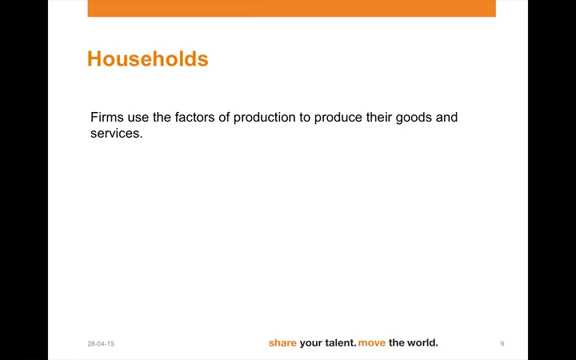 Households
Firms use the factors of production to produce their goods and
services.
28-04-15
share your talent. move the world.
9